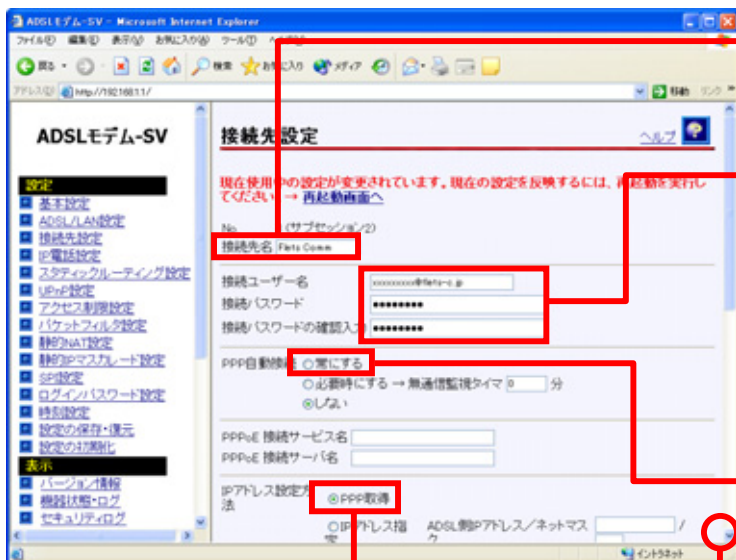 ADSLモデム-SV - Microsoft Internet Explorer
ファイル(F) 編集(E) 表示(V) お気に入り(A) ツール(T)
戻る 検索 お気に入り メディア
アドレス(D) http://192.168.1.1/ 移動 リンク »
ADSLモデム-SV
設定
基本設定
ADSL/LAN設定
接続先設定
IP電話設定
スタティックルーティング設定
UPnP設定
アクセス制限設定
パケットフィルタ設定
静的NAT設定
静的IPマスカレード設定
SPI設定
ログインパスワード設定
時刻設定
設定の保存・復元
設定の初期化
表示
バージョン情報
機器状態・ログ
セキュリティログ
接続先設定 ヘルプ ?
現在使用中の設定が変更されています。現在の設定を反映するには、再起動を実行し
てください → 再起動画面へ
No. (サブセッション2)
接続先名 Flets Comm
接続ユーザー名 xxxxxxxxx@flets-c.jp
接続パスワード ●●●●●●●●
接続パスワードの確認入力 ●●●●●●●●
PPP自動接続 常にする
必要時にする → 無通信監視タイマ 0 分
しない
PPPoE 接続サービス名
PPPoE 接続サーバ名
IPアドレス設定方
法 PPP取得
IPアドレス指 ADSL側IPアドレス/ネットマス /
定 ク
イントラネット